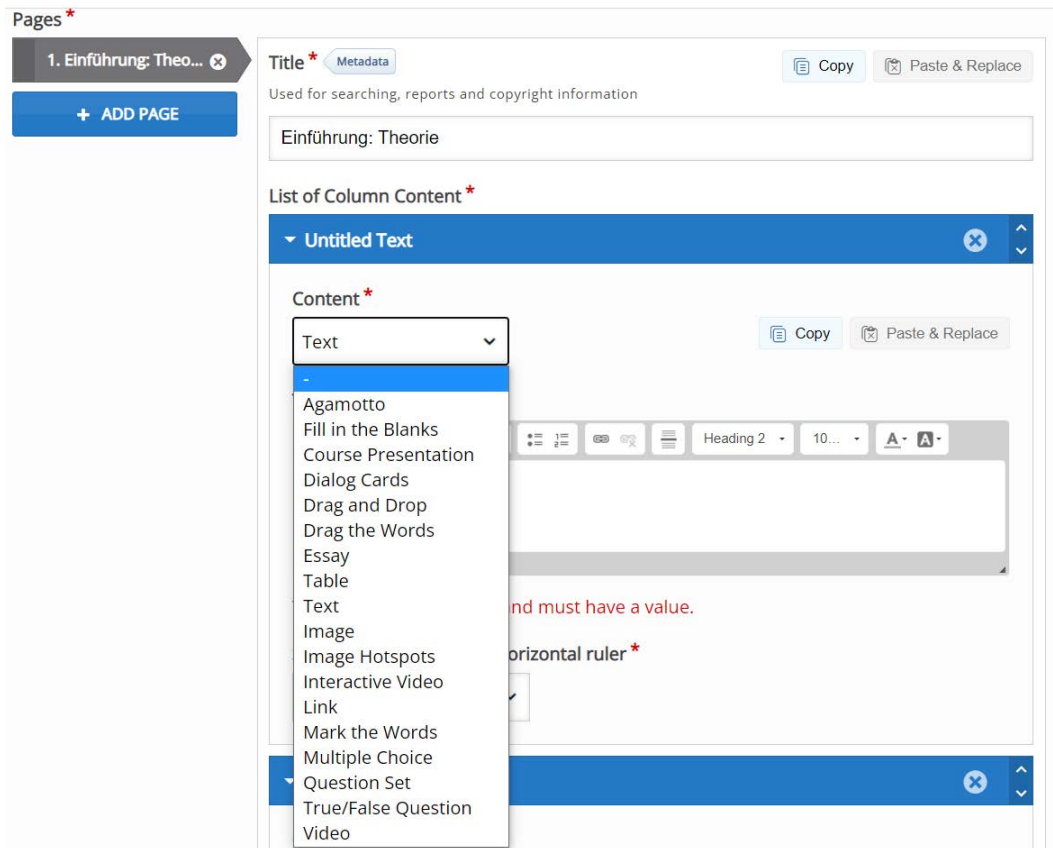 Pages *
1. Einführung: Theo...
+ ADD PAGE
Title * Metadata
Copy
Paste & Replace
Used for searching, reports and copyright information
Einführung: Theorie
List of Column Content *
Untitled Text
Content *
Text
Copy
Paste & Replace
-
Agamotto
Fill in the Blanks
Course Presentation
Dialog Cards
Drag and Drop
Drag the Words
Essay
Table
Text
Image
Image Hotspots
Interactive Video
Link
Mark the Words
Multiple Choice
Question Set
True/False Question
Video
Heading 2
10...
A
A
and must have a value.
orizontal ruler *